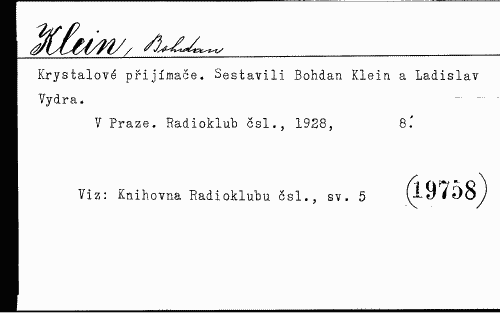 Klein, Bohdan
Krystalové přijímače. Sestavili Bohdan Klein a Ladislav
Vydra.
V Praze. Radioklub čsl., 1928, 8.
Viz: Knihovna Radioklubu čsl., sv. 5 (19758)